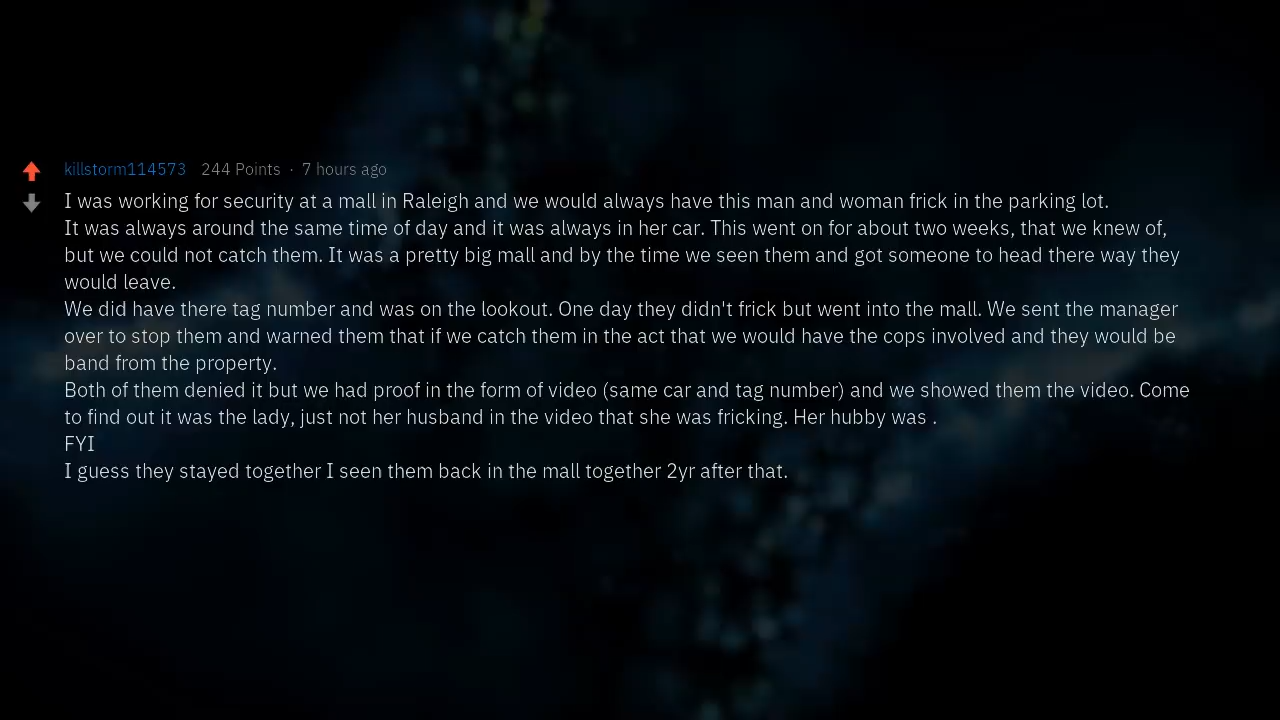 killstorm114573 244 Points · 7 hours ago
I was working for security at a mall in Raleigh and we would always have this man and woman frick in the parking lot.
It was always around the same time of day and it was always in her car. This went on for about two weeks, that we knew of,
but we could not catch them. It was a pretty big mall and by the time we seen them and got someone to head there way they
would leave.
We did have there tag number and was on the lookout. One day they didn't frick but went into the mall. We sent the manager
over to stop them and warned them that if we catch them in the act that we would have the cops involved and they would be
band from the property.
Both of them denied it but we had proof in the form of video (same car and tag number) and we showed them the video. Come
to find out it was the lady, just not her husband in the video that she was fricking. Her hubby was .
FYI
I guess they stayed together I seen them back in the mall together 2yr after that.